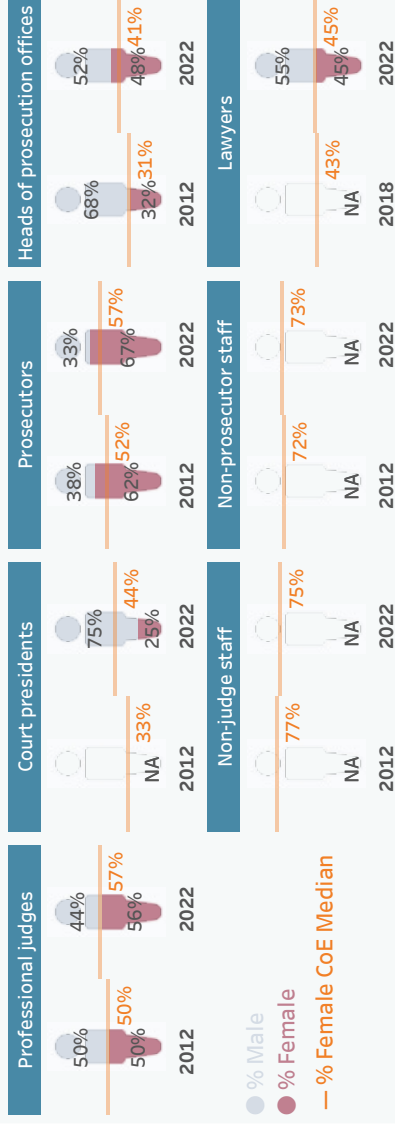 Professional judges
50%
50%
50%
2012
44%
57%
56%
2022
Court presidents
33%
NA
2012
75%
44%
25%
2022
Prosecutors
38%
52%
62%
2012
33%
57%
67%
2022
Heads of prosecution offices
68%
31%
32%
2012
52%
41%
48%
2022
% Male
% Female
% Female CoE Median
Non-judge staff
77%
NA
2012
75%
NA
2022
Non-prosecutor staff
72%
NA
2012
73%
NA
2022
Lawyers
43%
NA
2018
55%
45%
45%
2022